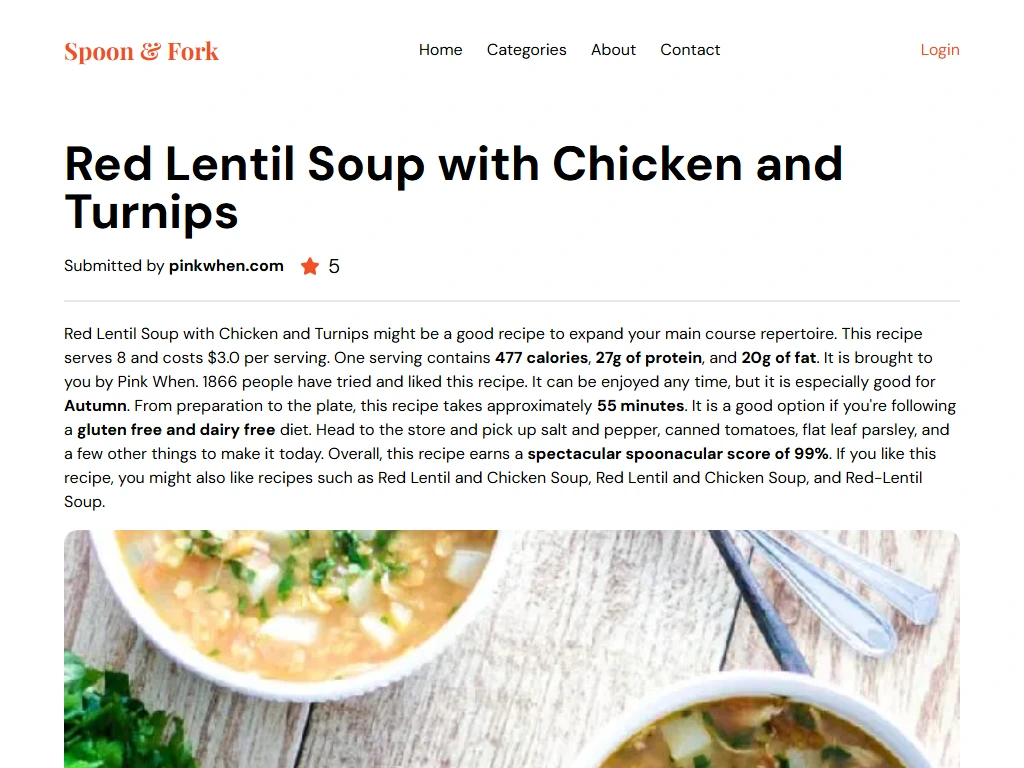 Spoon & Fork
Home
Categories
About
Contact
Login
Red Lentil Soup with Chicken and
Turnips
Submitted by pinkwhen.com
5
Red Lentil Soup with Chicken and Turnips might be a good recipe to expand your main course repertoire. This recipe
serves 8 and costs $3.0 per serving. One serving contains 477 calories, 27g of protein, and 20g of fat. It is brought to
you by Pink When. 1866 people have tried and liked this recipe. It can be enjoyed any time, but it is especially good for
Autumn. From preparation to the plate, this recipe takes approximately 55 minutes. It is a good option if you're following
a gluten free and dairy free diet. Head to the store and pick up salt and pepper, canned tomatoes, flat leaf parsley, and
a few other things to make it today. Overall, this recipe earns a spectacular spoonacular score of 99%. If you like this
recipe, you might also like recipes such as Red Lentil and Chicken Soup, Red Lentil and Chicken Soup, and Red-Lentil
Soup.